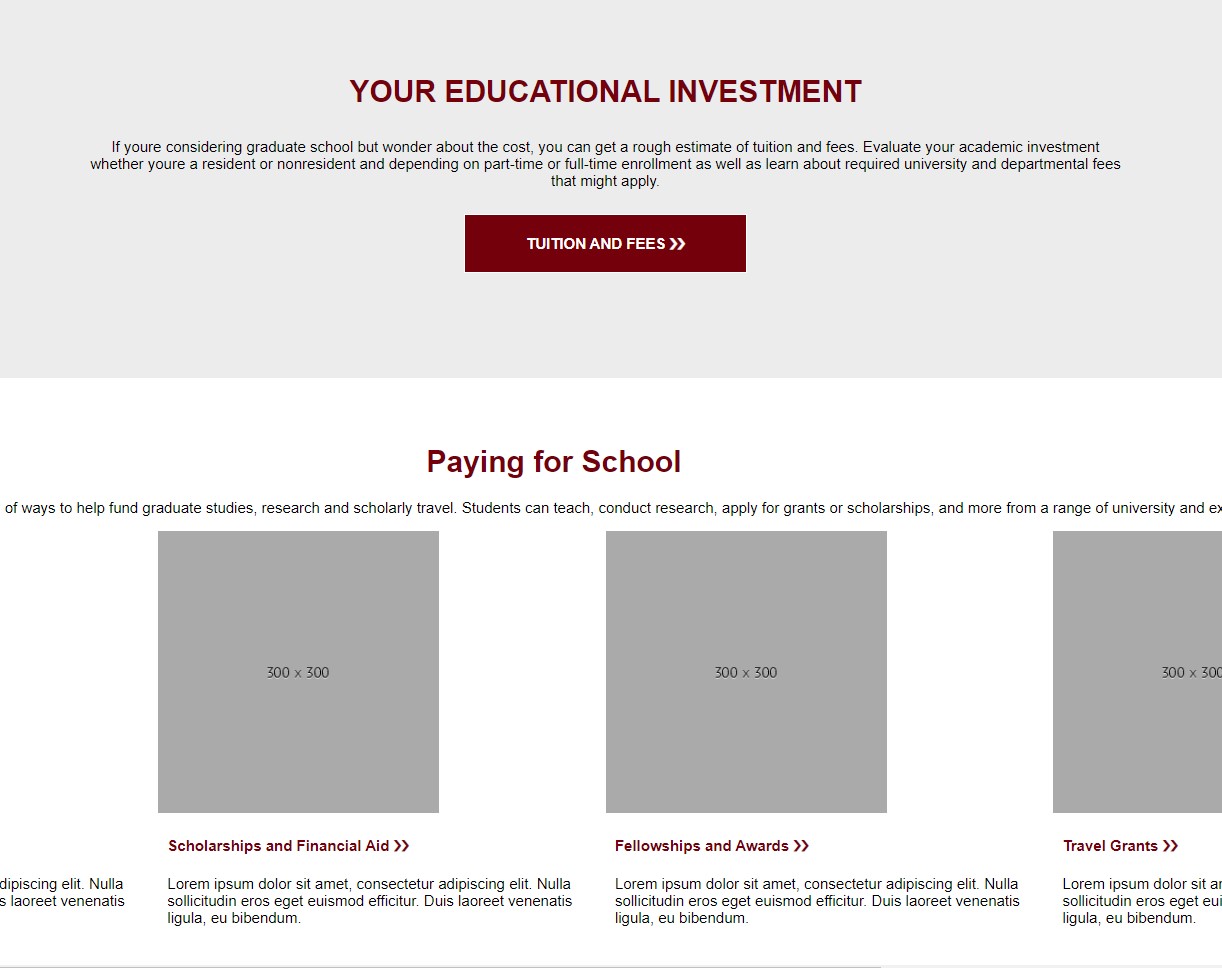 YOUR EDUCATIONAL INVESTMENT
If youre considering graduate school but wonder about the cost, you can get a rough estimate of tuition and fees. Evaluate your academic investment
whether youre a resident or nonresident and depending on part-time or full-time enrollment as well as learn about required university and departmental fees
that might apply.
TUITION AND FEES
Paying for School
of ways to help fund graduate studies, research and scholarly travel. Students can teach, conduct research, apply for grants or scholarships, and more from a range of university and ex
300 x 300
300 x 300
300 x 300
Scholarships and Financial Aid
Fellowships and Awards
Travel Grants
dipiscing elit. Nulla
s laoreet venenatis
Lorem ipsum dolor sit amet, consectetur adipiscing elit. Nulla
sollicitudin eros eget euismod efficitur. Duis laoreet venenatis
ligula, eu bibendum.
Lorem ipsum dolor sit amet, consectetur adipiscing elit. Nulla
sollicitudin eros eget euismod efficitur. Duis laoreet venenatis
ligula, eu bibendum.
Lorem ipsum dolor sit ar
sollicitudin eros eget eui
ligula, eu bibendum.